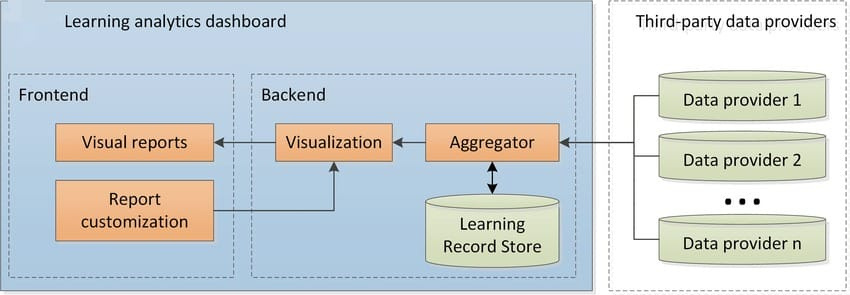 Learning analytics dashboard
Third-party data providers
Frontend
Backend
Visual reports
Visualization
Aggregator
Report
customization
Learning
Record Store
Data provider 1
Data provider 2
...
Data provider n